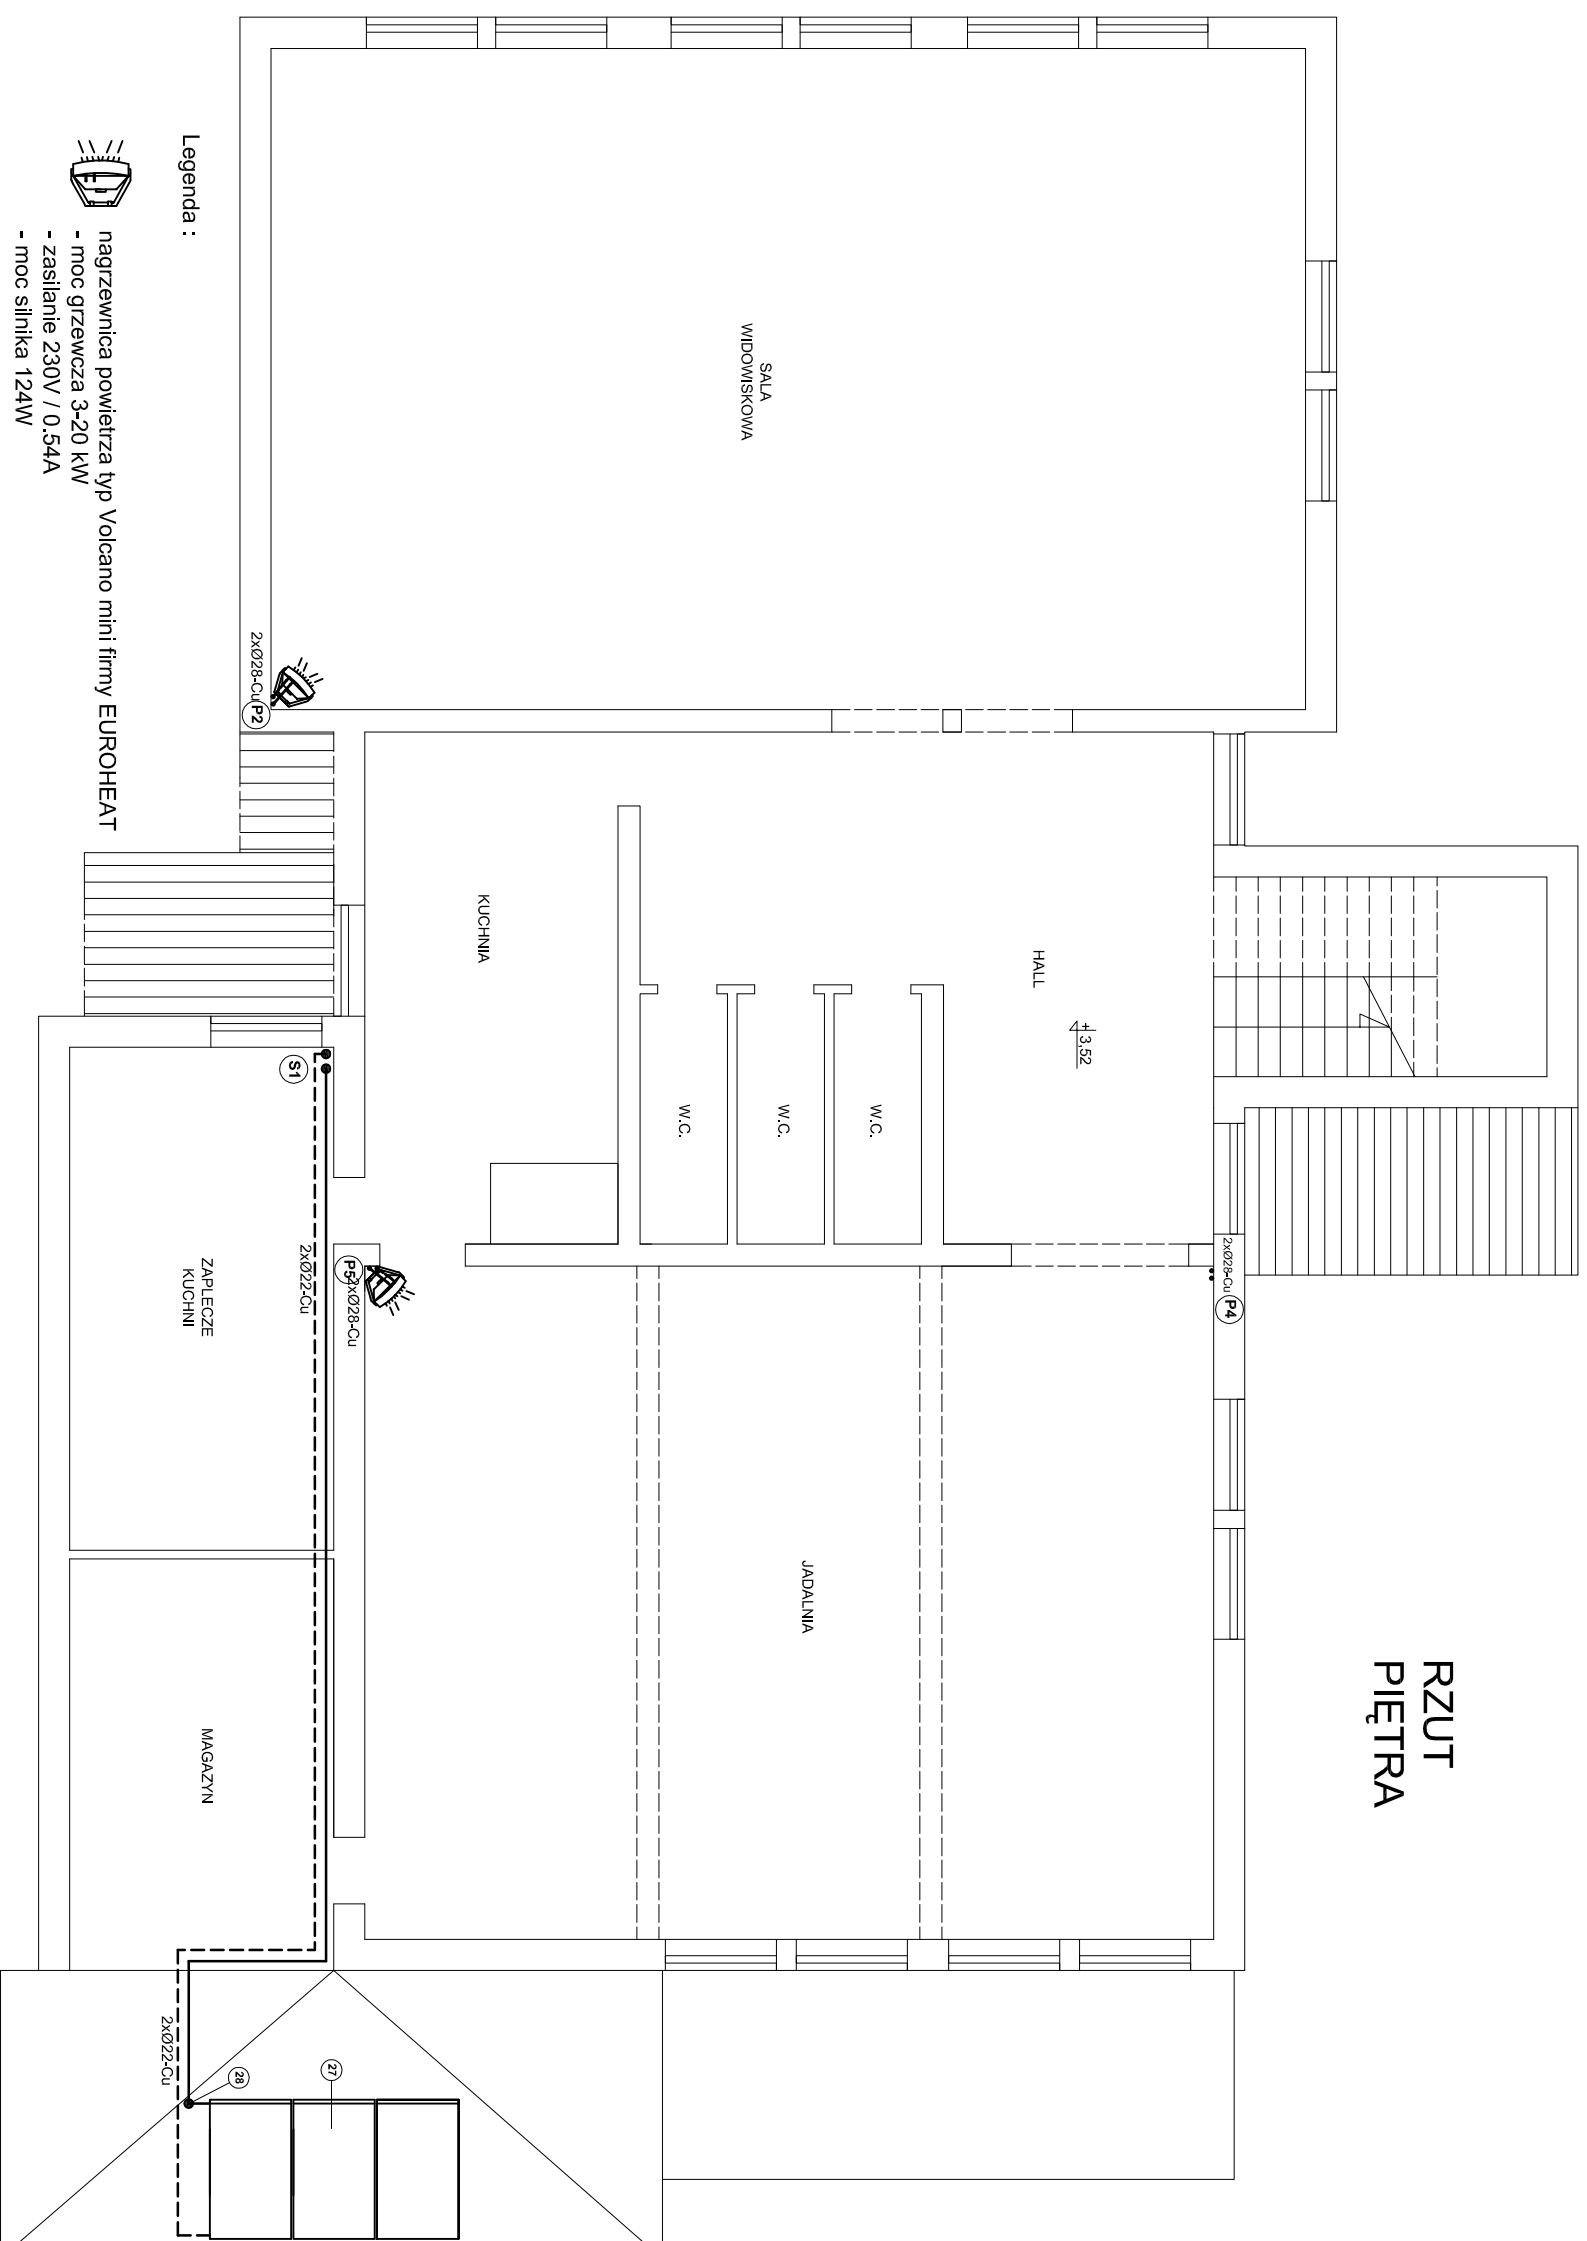 RZUT
PIĘTRA
SALA
WIDOWISKOWA
HALL
+3,52
KUCHNIA
W.C.
W.C.
W.C.
2xØ28-Cu
P4
2xØ28-Cu
P2
P5
2xØ28-Cu
S1
2xØ22-Cu
ZAPLECZE
KUCHNI
JADALNIA
MAGAZYN
2xØ22-Cu
27
28
Legenda :
nagrzewnica powietrza typ Volcano mini firmy EUROHEAT
- moc grzewcza 3-20 kW
- zasilanie 230V / 0.54A
- moc silnika 124W